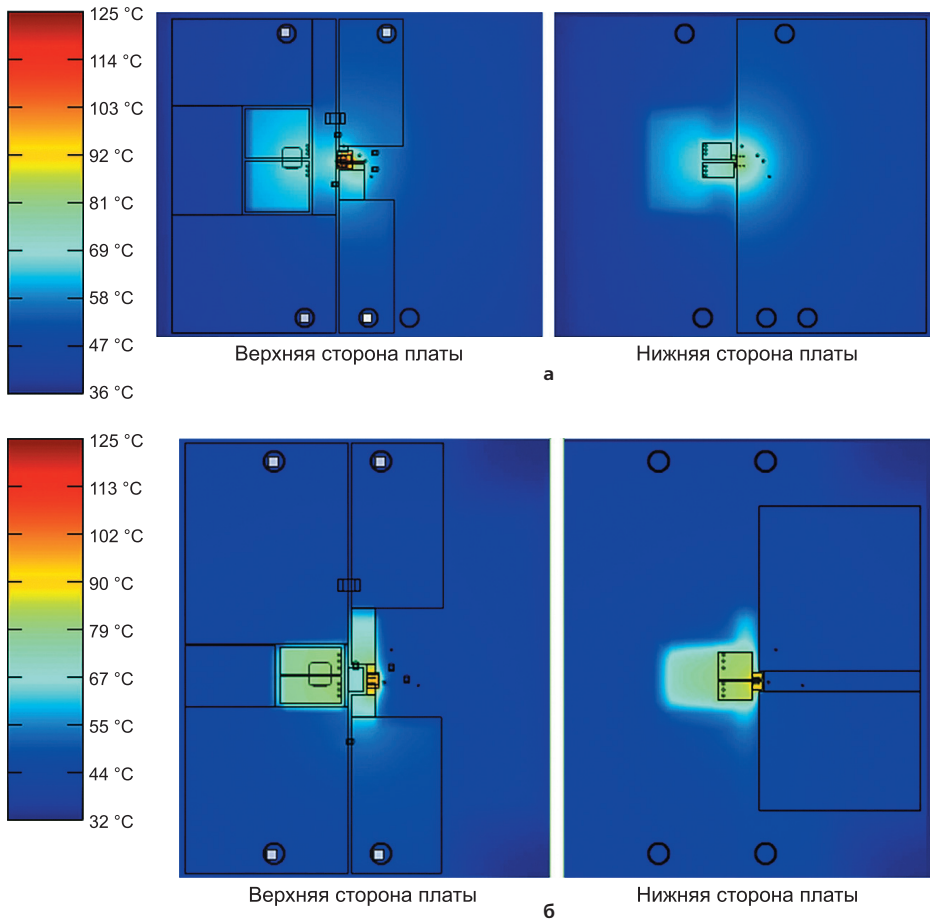 125 °C
114 °C
103 °C
92 °C
81 °C
69 °C
58 °C
47 °C
36 °C
Верхняя сторона платы
Нижняя сторона платы
а
125 °C
113 °C
102 °C
90 °C
79 °C
67 °C
55 °C
44 °C
32 °C
Верхняя сторона платы
Нижняя сторона платы
б